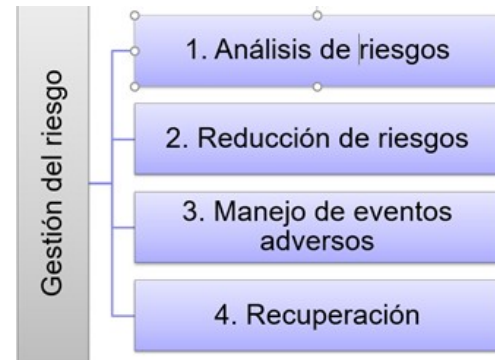 Gestión del riesgo
1. Análisis de riesgos
2. Reducción de riesgos
3. Manejo de eventos
adversos
4. Recuperación